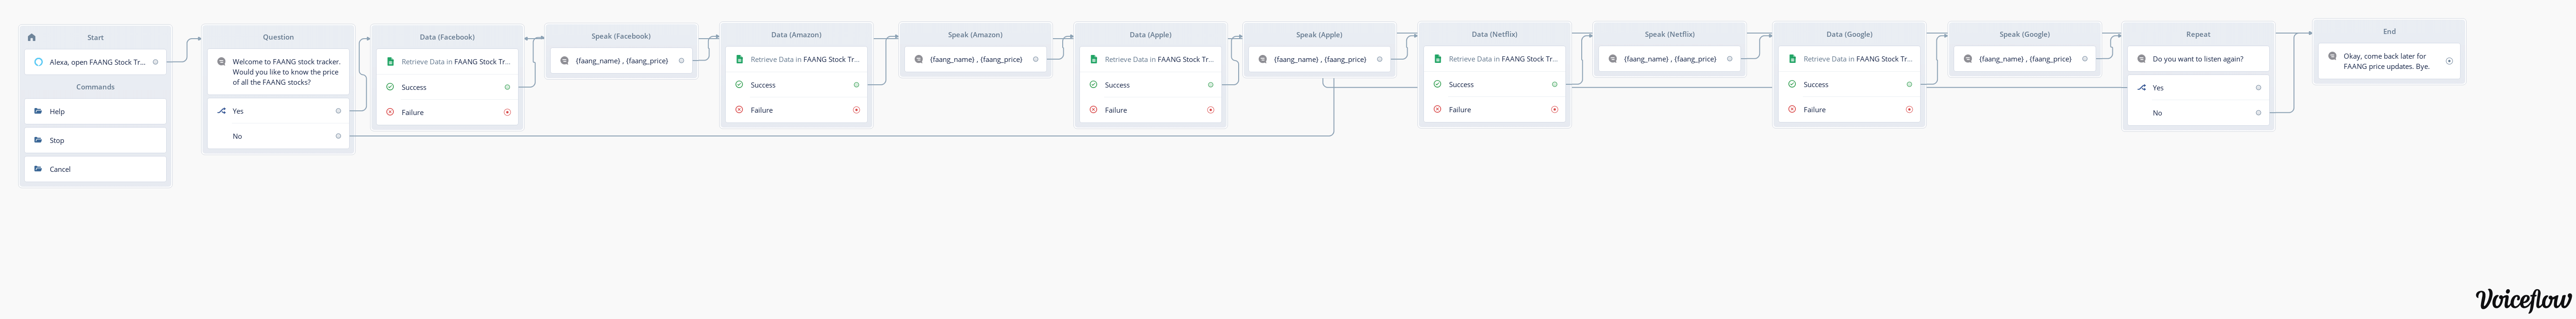 Start
Alexa, open FAANG Stock Tr...
Commands
Help
Stop
Cancel
Question
Welcome to FAANG stock tracker.
Would you like to know the price
of all the FAANG stocks?
Yes
No
Data (Facebook)
Retrieve Data in FAANG Stock Tr...
Success
Failure
Speak (Facebook)
{faang_name} , {faang_price}
Data (Amazon)
Retrieve Data in FAANG Stock Tr...
Success
Failure
Speak (Amazon)
{faang_name} , {faang_price}
Data (Apple)
Retrieve Data in FAANG Stock Tr...
Success
Failure
Speak (Apple)
{faang_name} , {faang_price}
Data (Netflix)
Retrieve Data in FAANG Stock Tr...
Success
Failure
Speak (Netflix)
{faang_name} , {faang_price}
Data (Google)
Retrieve Data in FAANG Stock Tr...
Success
Failure
Speak (Google)
{faang_name} , {faang_price}
Repeat
Do you want to listen again?
Yes
No
End
Okay, come back later for
FAANG price updates. Bye.
Voiceflow